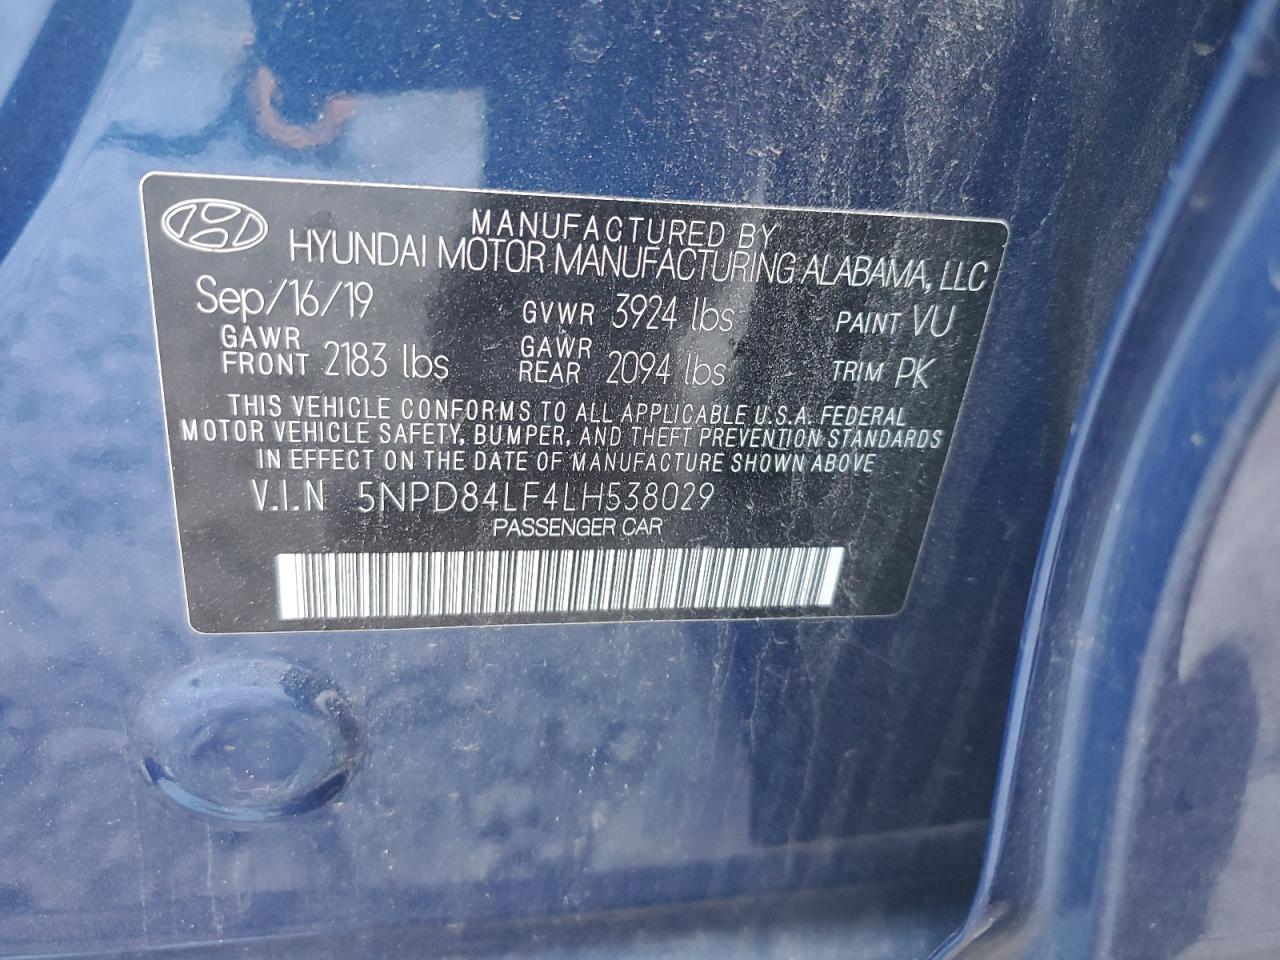 MANUFACTURED BY
HYUNDAI MOTOR MANUFACTURING ALABAMA, LLC
Sep/16/19 GVWR 3924 lbs PAINT VU
GAWR FRONT 2183 lbs GAWR REAR 2094 lbs TRIM PK
THIS VEHICLE CONFORMS TO ALL APPLICABLE U.S.A. FEDERAL
MOTOR VEHICLE SAFETY, BUMPER, AND THEFT PREVENTION STANDARDS
IN EFFECT ON THE DATE OF MANUFACTURE SHOWN ABOVE
V.I.N 5NPD84LF4LH538029
PASSENGER CAR